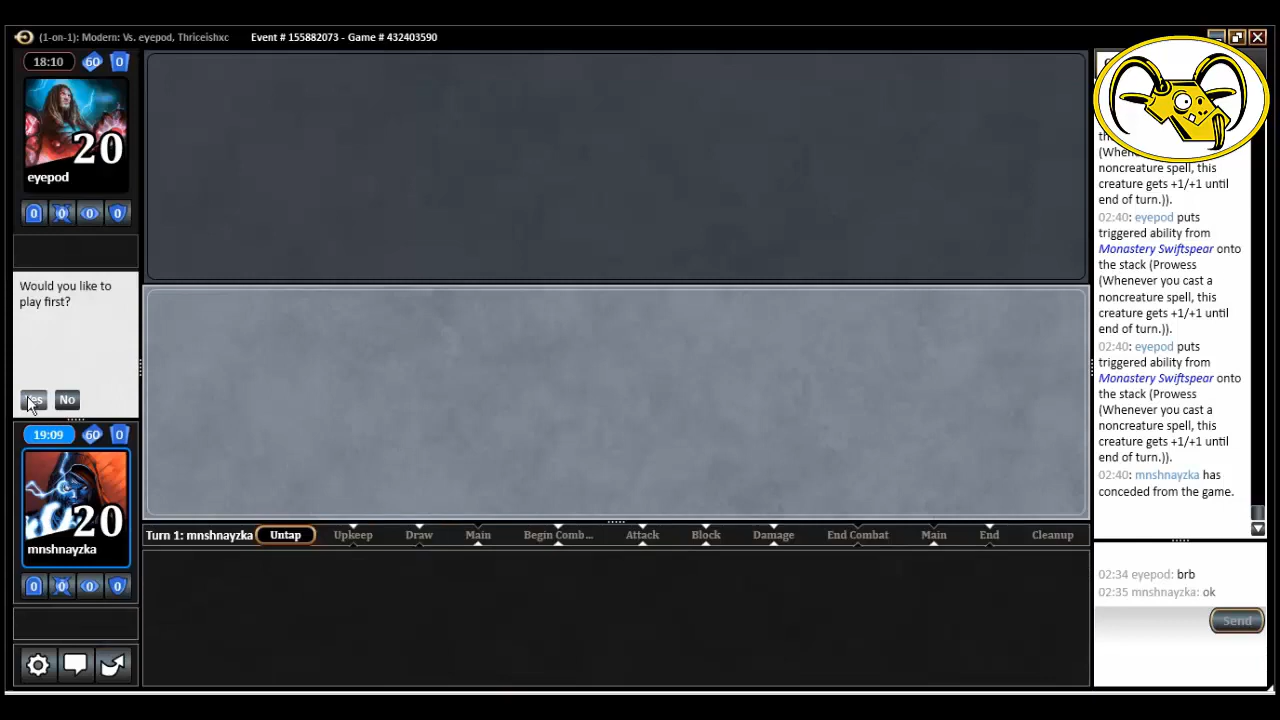 (1-on-1): Modern: Vs. eyepod, Thriceishxc
Event # 155882073 - Game # 432403590
18:10
60
0
20
eyepod
0
0
0
0
Would you like to
play first?
Yes
No
19:09
60
0
20
mnshnayzka
0
0
0
0
Turn 1: mnshnayzka
Untap
Upkeep
Draw
Main
Begin Comb...
Attack
Block
Damage
End Combat
Main
End
Cleanup
(When
noncreature spell, this
creature gets +1/+1 until
end of turn.)).
02:40: eyepod puts
triggered ability from
Monastery Swiftspear onto
the stack (Prowess
(Whenever you cast a
noncreature spell, this
creature gets +1/+1 until
end of turn.)).
02:40: eyepod puts
triggered ability from
Monastery Swiftspear onto
the stack (Prowess
(Whenever you cast a
noncreature spell, this
creature gets +1/+1 until
end of turn.)).
02:40: mnshnayzka has
conceded from the game.
02:34 eyepod: brb
02:35 mnshnayzka: ok
Send